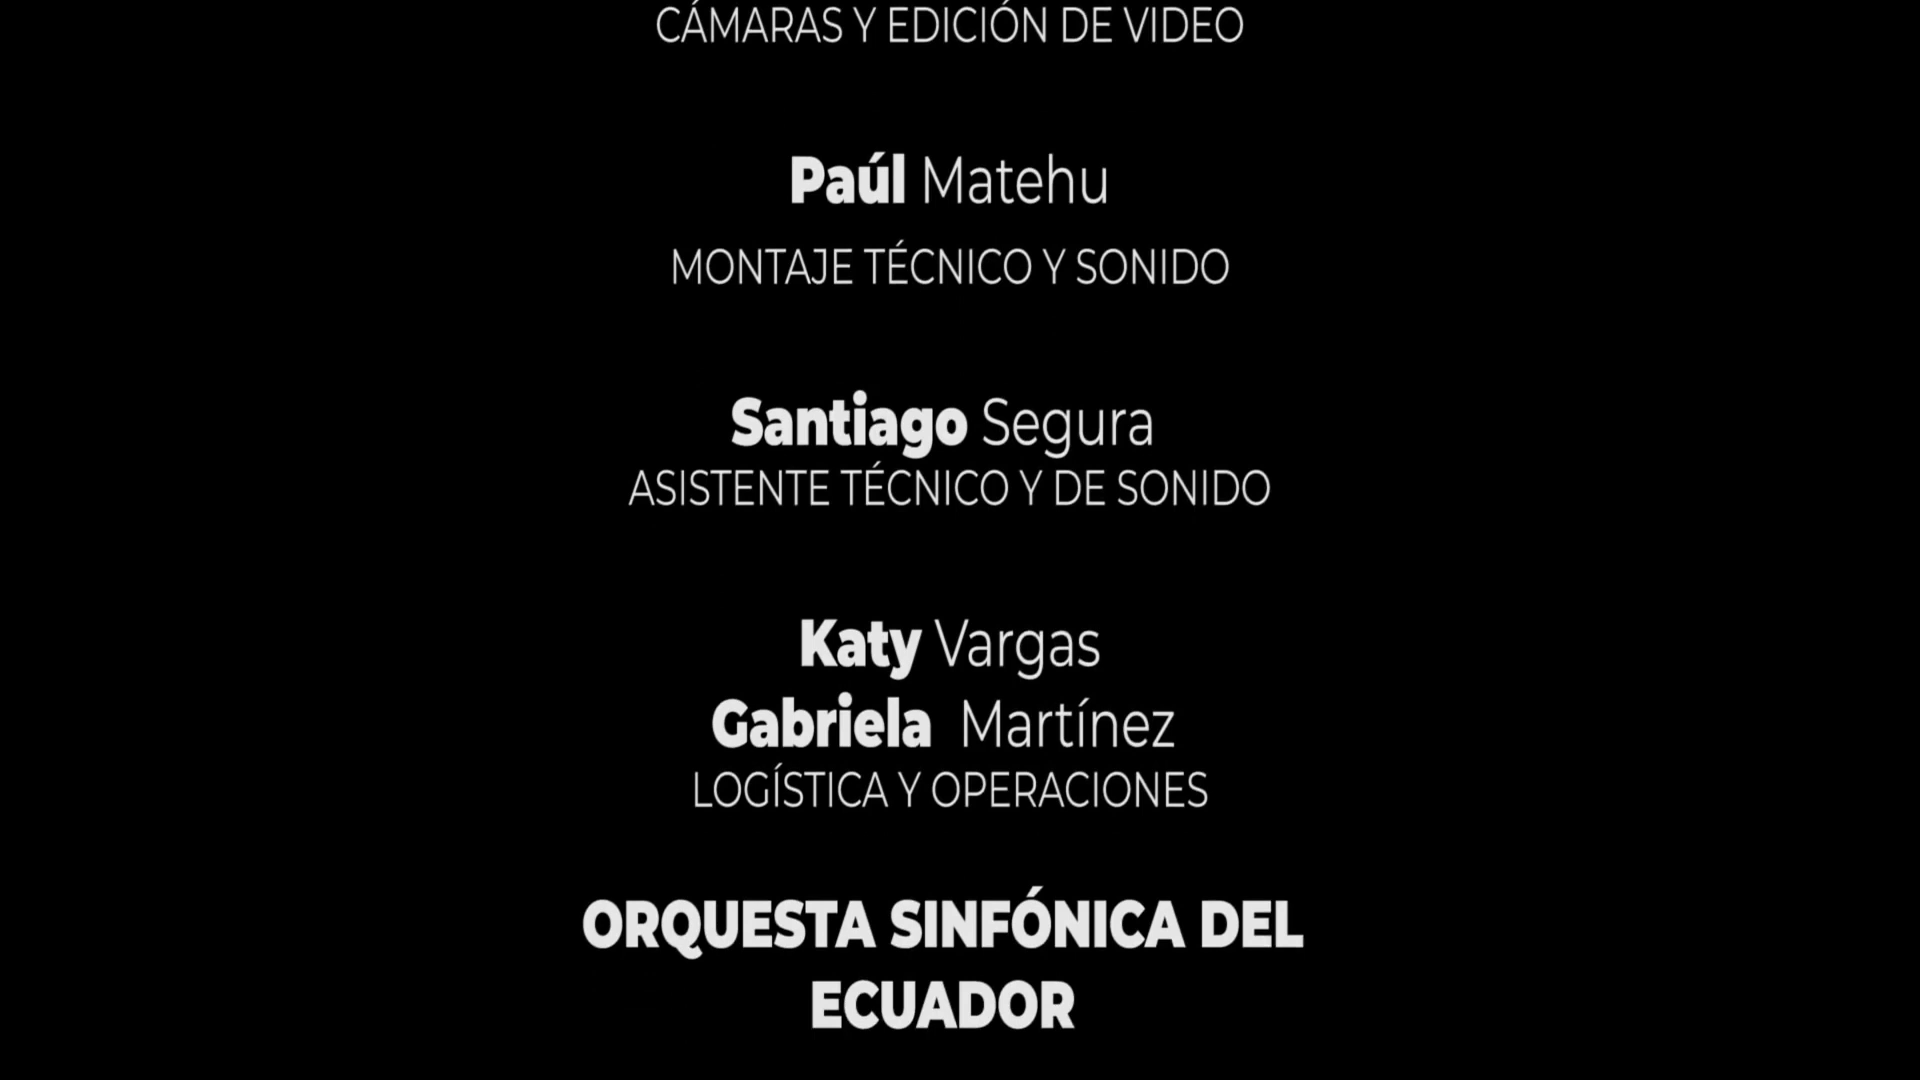 CÁMARAS Y EDICIÓN DE VIDEO
Paúl Matehu
MONTAJE TÉCNICO Y SONIDO
Santiago Segura
ASISTENTE TÉCNICO Y DE SONIDO
Katy Vargas
Gabriela Martínez
LOGÍSTICA Y OPERACIONES
ORQUESTA SINFÓNICA DEL
ECUADOR